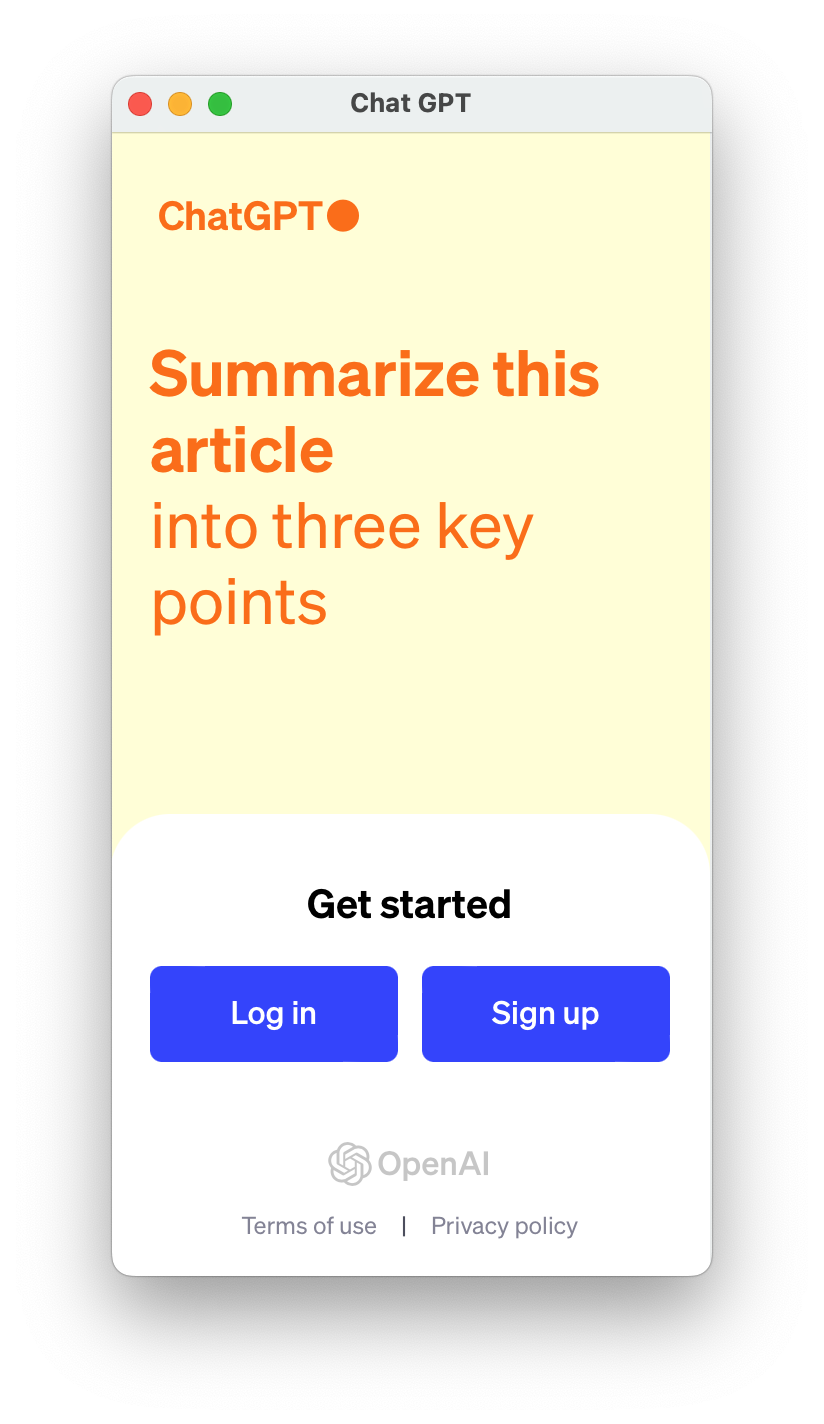 Chat GPT
ChatGPT
Summarize this
article
into three key
points
Get started
Log in Sign up
OpenAI
Terms of use | Privacy policy